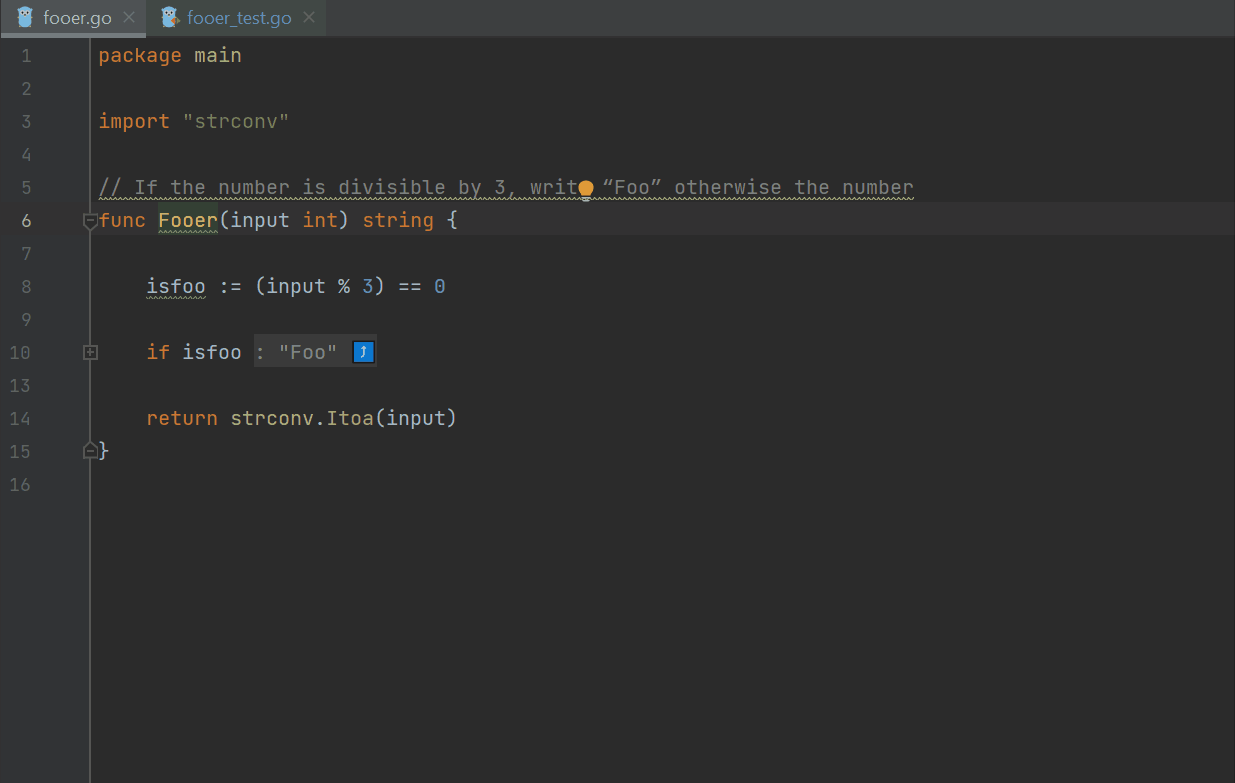 fooer.go fooer_test.go
1 package main
2
3 import "strconv"
4
5 // If the number is divisible by 3, writ “Foo” otherwise the number
6 func Fooer(input int) string {
7
8 isfoo := (input % 3) == 0
9
10 if isfoo : "Foo" ⤴
13
14 return strconv.Itoa(input)
15 }
16